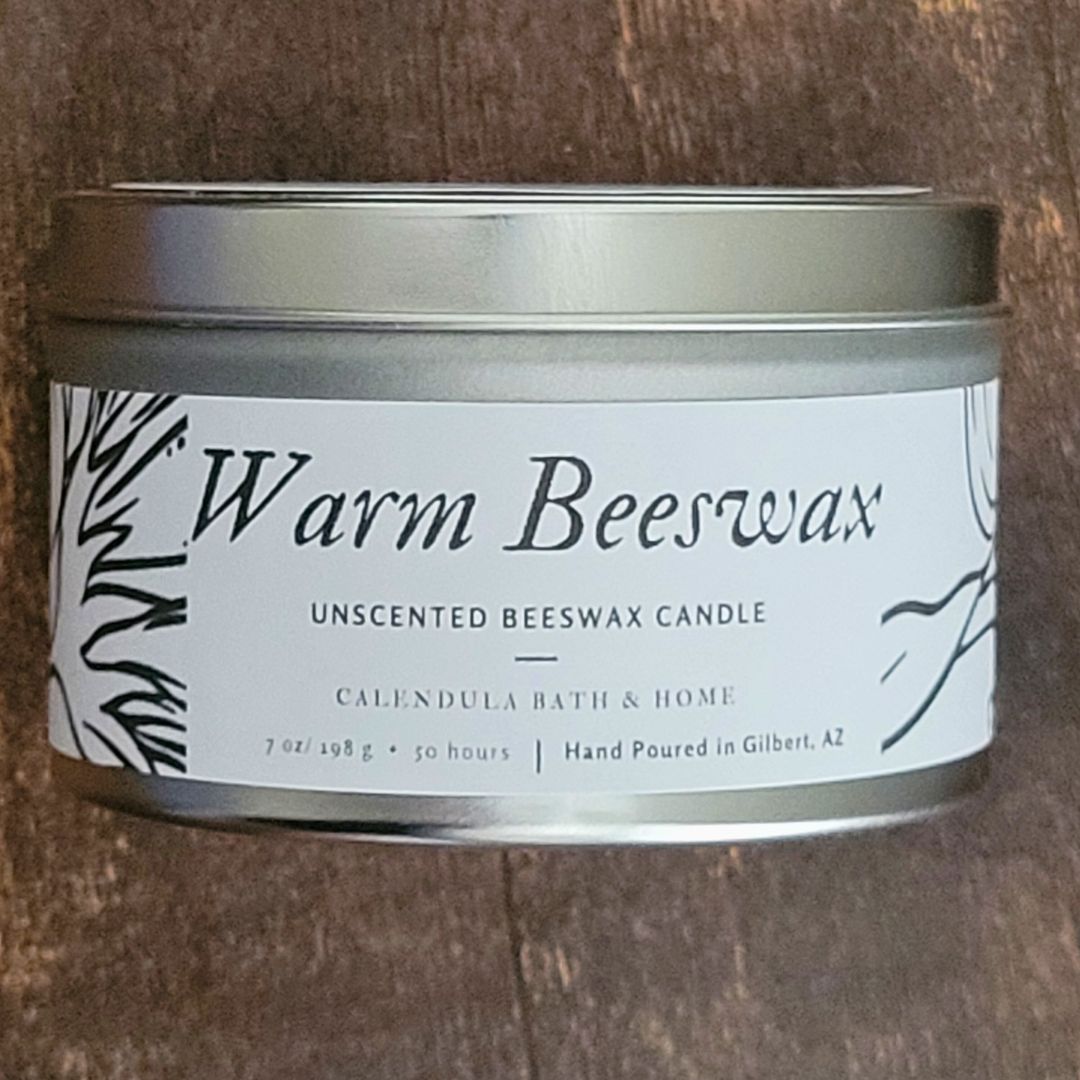 Warm Beeswax
UNSCENTED BEESWAX CANDLE
CALENDULA BATH & HOME
7 oz/ 198 g • 50 hours | Hand Poured in Gilbert, AZ